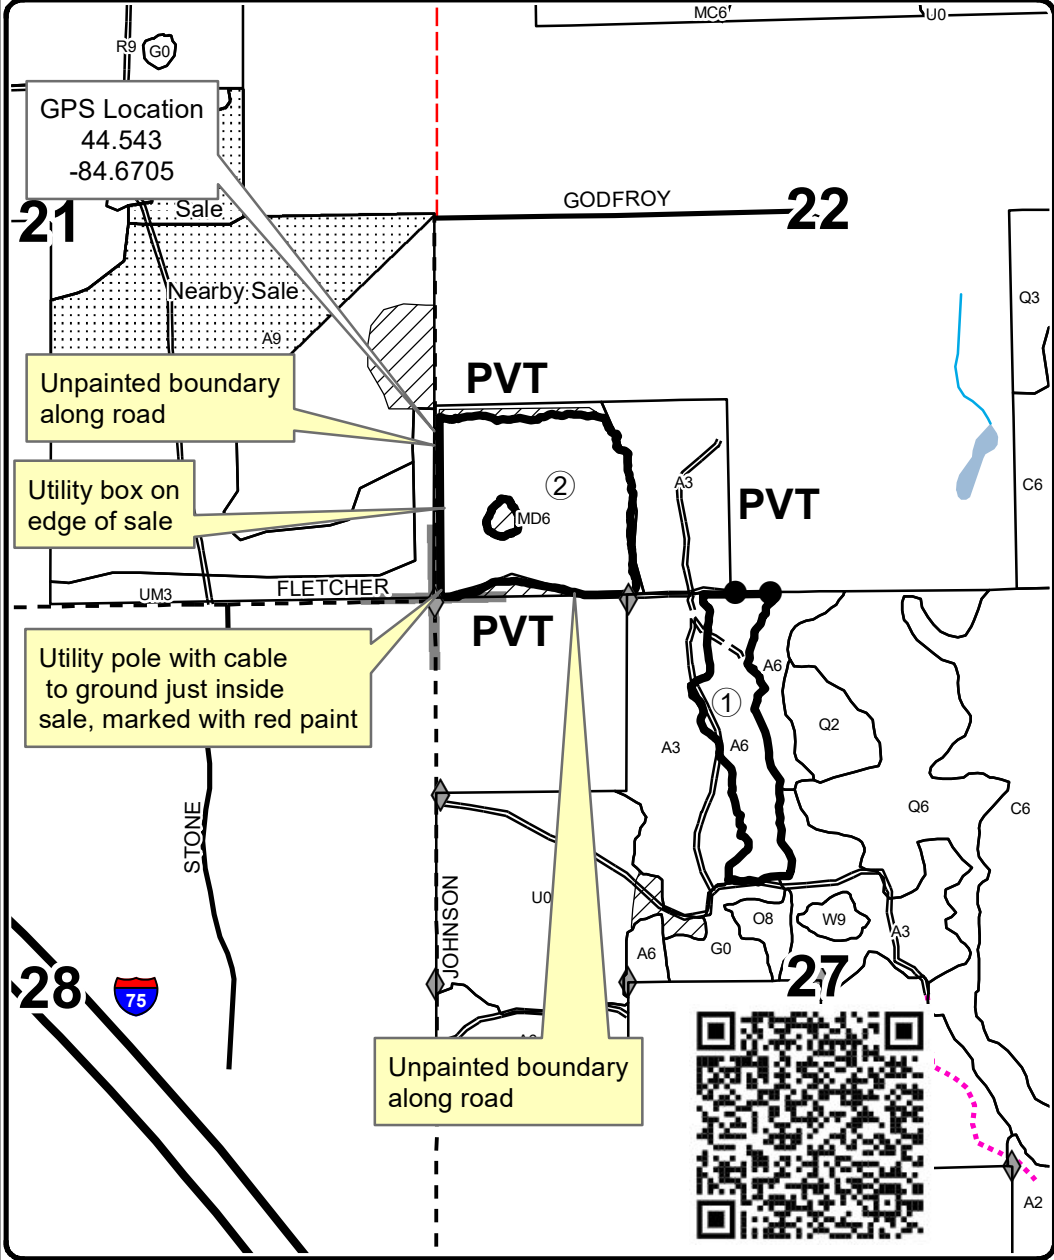 MC6
U0
R9
G0
GPS Location
44.543
-84.6705
GODFROY
22
21
Sale
Nearby Sale
Q3
A9
PVT
Unpainted boundary
along road
Utility box on
edge of sale
2
A3
PVT
C6
MD6
FLETCHER
UM3
PVT
Utility pole with cable
to ground just inside
sale, marked with red paint
A6
1
Q2
A3
A6
STONE
Q6
C6
JOHNSON
U0
O8
W9
A3
A6
G0
27
28
75
Unpainted boundary
along road
A2